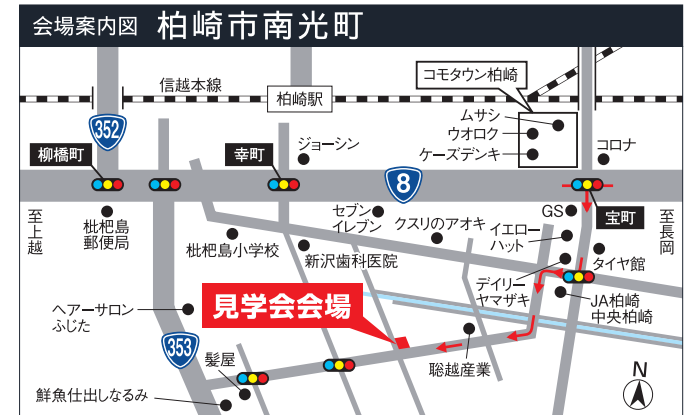 会場案内図 柏崎市南光町
コモタウン柏崎
信越本線
柏崎駅
ムサシ
ウオロク
ケーズデンキ
352
柳橋町
幸町
ジョーシン
コロナ
8
至上越
枇杷島
郵便局
セブン
イレブン
クスリのアオキ
GS
宝町
至長岡
イエロー
ハット
枇杷島小学校
新沢歯科医院
タイヤ館
デイリー
ヤマザキ
JA柏崎
中央柏崎
ヘアーサロン
ふじた
見学会会場
353
髪屋
聡越産業
鮮魚仕出しなるみ
N